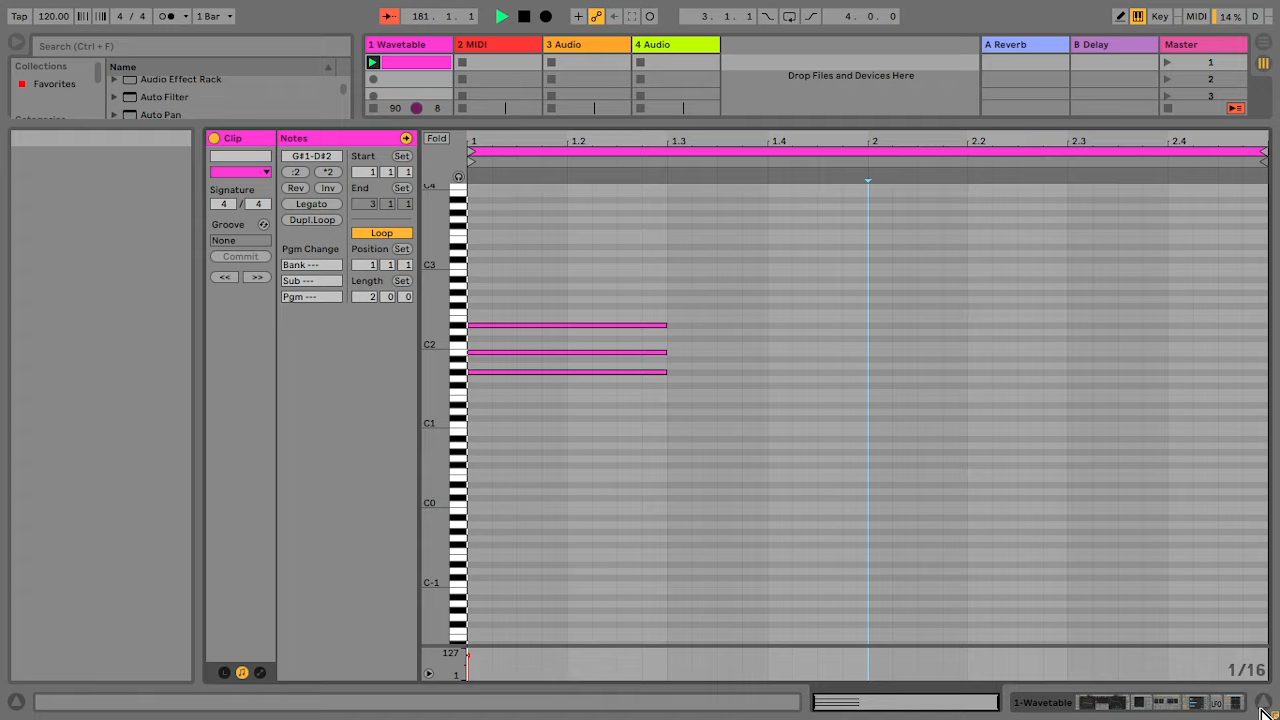 Tap 120.00 4 / 4 1 Bar 181. 1. 1 3. 1. 1 4. 0. 0 Key MIDI 14 % D
Search (Ctrl + F)
Collections
Favorites
Name
Audio Effect Rack
Auto Filter
Auto Pan
1 Wavetable 2 MIDI 3 Audio 4 Audio A Reverb B Delay Master
Drop Files and Devices Here
1
2
3
90 8
Clip
Signature
4 / 4
Groove
None
Commit
<< >>
Notes
G#1-D#2
:2 *2
Rev Inv
Legato
Dupl.Loop
Pgm Change
Bank ---
Sub ---
Pgm ---
Start Set
1 1 1
End Set
3 1 1
Loop
Position Set
1 1 1
Length Set
2 0 0
Fold 1 1.2 1.3 1.4 2 2.2 2.3 2.4
C4
C3
C2
C1
C0
C-1
127
1
1/16
1-Wavetable
LFO